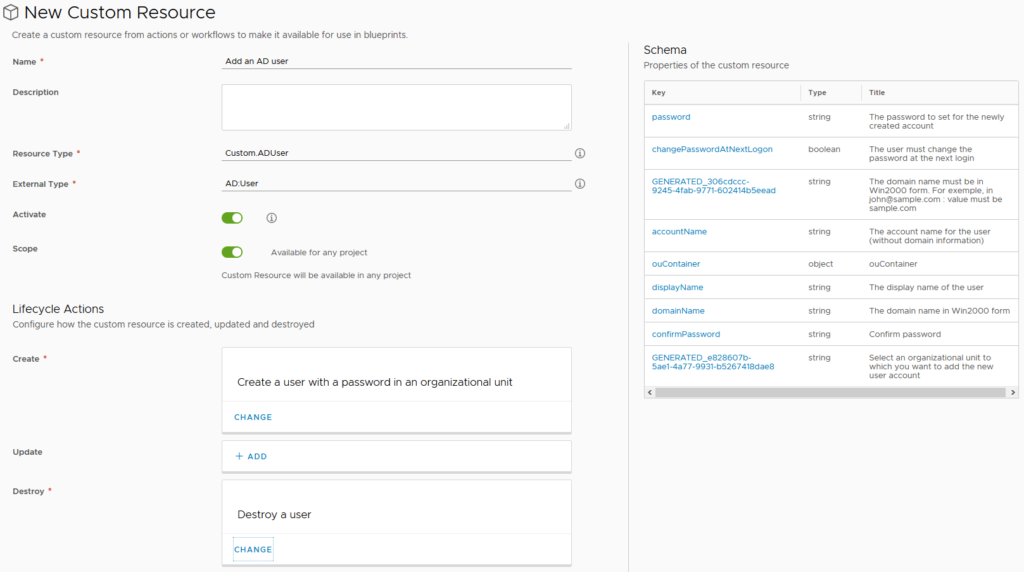 New Custom Resource
Create a custom resource from actions or workflows to make it available for use in blueprints.
Name *
Add an AD user
Description
Resource Type *
Custom.ADUser
External Type *
AD:User
Activate
Scope
Available for any project
Custom Resource will be available in any project
Lifecycle Actions
Configure how the custom resource is created, updated and destroyed
Create *
Create a user with a password in an organizational unit
CHANGE
Update
+ ADD
Destroy *
Destroy a user
CHANGE
Schema
Properties of the custom resource
Key Type Title
password string The password to set for the newly
created account
changePasswordAtNextLogon boolean The user must change the
password at the next login
GENERATED_306cdccc- string The domain name must be in
9245-4fab-9771-602414b5eead Win2000 form. For exemple, in
john@sample.com : value must be
sample.com
accountName string The account name for the user
(without domain information)
ouContainer object ouContainer
displayName string The display name of the user
domainName string The domain name in Win2000 form
confirmPassword string Confirm password
GENERATED_e828607b- string Select an organizational unit to
5ae1-4a77-9931-b5267418dae8 which you want to add the new
user account